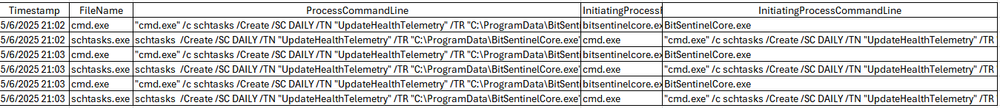 Timestamp FileName ProcessCommandLine InitiatingProcessF InitiatingProcessCommandLine
5/6/2025 21:02 cmd.exe "cmd.exe" /c schtasks /Create /SC DAILY /TN "UpdateHealthTelemetry" /TR "C:\ProgramData\BitSenti bitsentinelcore.ex BitSentinelCore.exe
5/6/2025 21:02 schtasks.exe schtasks  /Create /SC DAILY /TN "UpdateHealthTelemetry" /TR "C:\ProgramData\BitSentinelCore.exe" cmd.exe "cmd.exe" /c schtasks /Create /SC DAILY /TN "UpdateHealthTelemetry" /TR
5/6/2025 21:03 cmd.exe "cmd.exe" /c schtasks /Create /SC DAILY /TN "UpdateHealthTelemetry" /TR "C:\ProgramData\BitSenti bitsentinelcore.ex BitSentinelCore.exe
5/6/2025 21:03 schtasks.exe schtasks  /Create /SC DAILY /TN "UpdateHealthTelemetry" /TR "C:\ProgramData\BitSentinelCore.exe" cmd.exe "cmd.exe" /c schtasks /Create /SC DAILY /TN "UpdateHealthTelemetry" /TR
5/6/2025 21:03 cmd.exe "cmd.exe" /c schtasks /Create /SC DAILY /TN "UpdateHealthTelemetry" /TR "C:\ProgramData\BitSenti bitsentinelcore.ex BitSentinelCore.exe
5/6/2025 21:03 schtasks.exe schtasks  /Create /SC DAILY /TN "UpdateHealthTelemetry" /TR "C:\ProgramData\BitSentinelCore.exe" cmd.exe "cmd.exe" /c schtasks /Create /SC DAILY /TN "UpdateHealthTelemetry" /TR